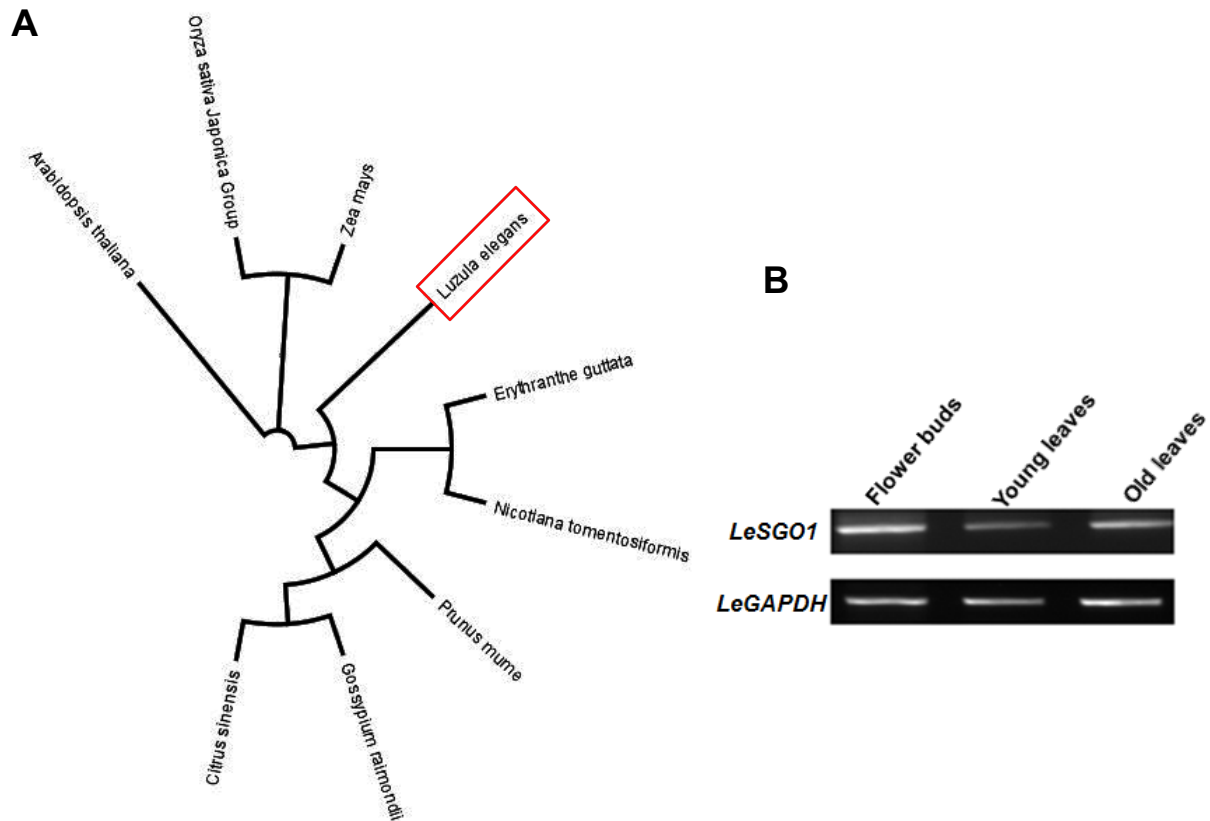 A
Oryza sativa Japonica Group
Zea mays
Arabidopsis thaliana
Luzula elegans
Erythranthe guttata
Nicotiana tomentosiformis
Prunus mume
Gossypium raimondii
Citrus sinensis
B
Flower buds
Young leaves
Old leaves
LeSGO1
LeGAPDH